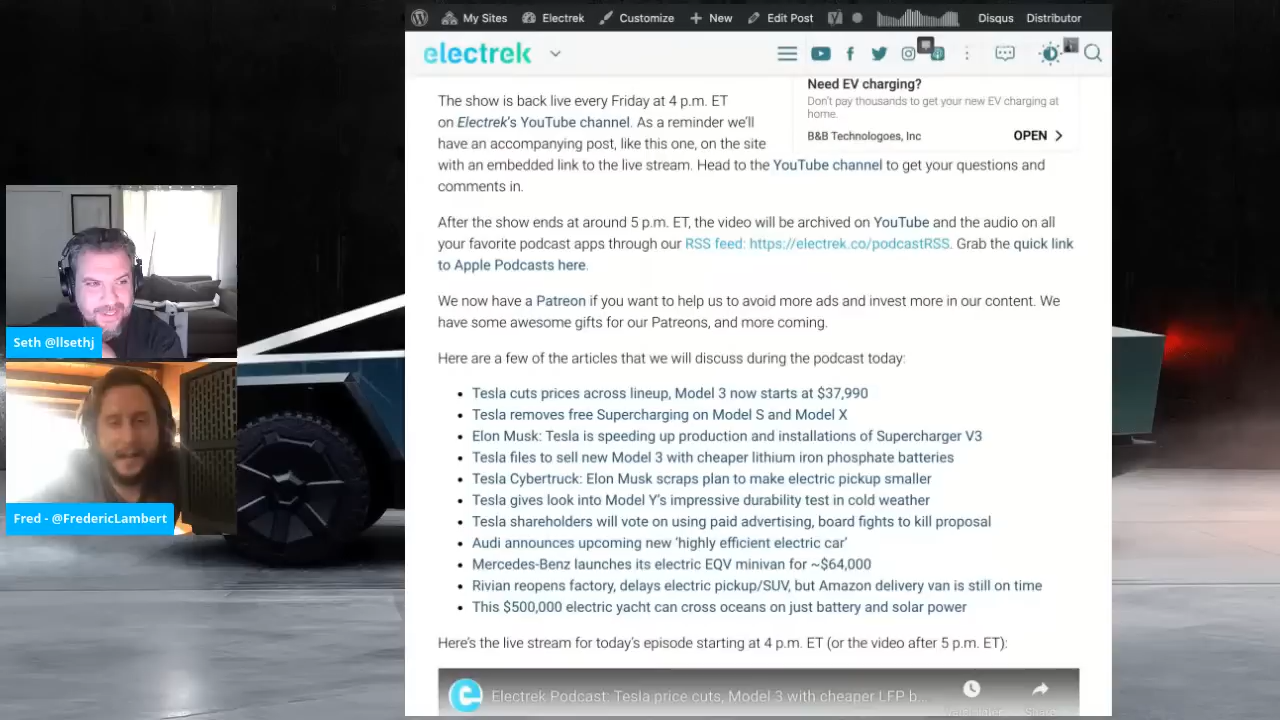 My Sites
Electrek
Customize
New
Edit Post
Disqus
Distributor
electrek
Need EV charging?
Don't pay thousands to get your new EV charging at
home.
B&B Technologoes, Inc
OPEN
The show is back live every Friday at 4 p.m. ET
on Electrek's YouTube channel. As a reminder we'll
have an accompanying post, like this one, on the site
with an embedded link to the live stream. Head to the YouTube channel to get your questions and
comments in.
After the show ends at around 5 p.m. ET, the video will be archived on YouTube and the audio on all
your favorite podcast apps through our RSS feed: https://electrek.co/podcastRSS. Grab the quick link
to Apple Podcasts here.
We now have a Patreon if you want to help us to avoid more ads and invest more in our content. We
have some awesome gifts for our Patreons, and more coming.
Here are a few of the articles that we will discuss during the podcast today:
• Tesla cuts prices across lineup, Model 3 now starts at $37,990
• Tesla removes free Supercharging on Model S and Model X
• Elon Musk: Tesla is speeding up production and installations of Supercharger V3
• Tesla files to sell new Model 3 with cheaper lithium iron phosphate batteries
• Tesla Cybertruck: Elon Musk scraps plan to make electric pickup smaller
• Tesla gives look into Model Y's impressive durability test in cold weather
• Tesla shareholders will vote on using paid advertising, board fights to kill proposal
• Audi announces upcoming new 'highly efficient electric car'
• Mercedes-Benz launches its electric EQV minivan for ~$64,000
• Rivian reopens factory, delays electric pickup/SUV, but Amazon delivery van is still on time
• This $500,000 electric yacht can cross oceans on just battery and solar power
Here's the live stream for today's episode starting at 4 p.m. ET (or the video after 5 p.m. ET):
Electrek Podcast: Tesla price cuts, Model 3 with cheaper LFP b...
Seth @llsethj
Fred - @FredericLambert